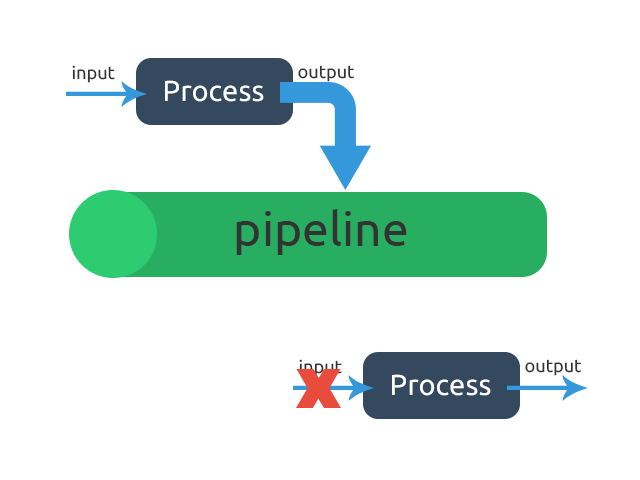 input
Process
output
pipeline
input
Process
output